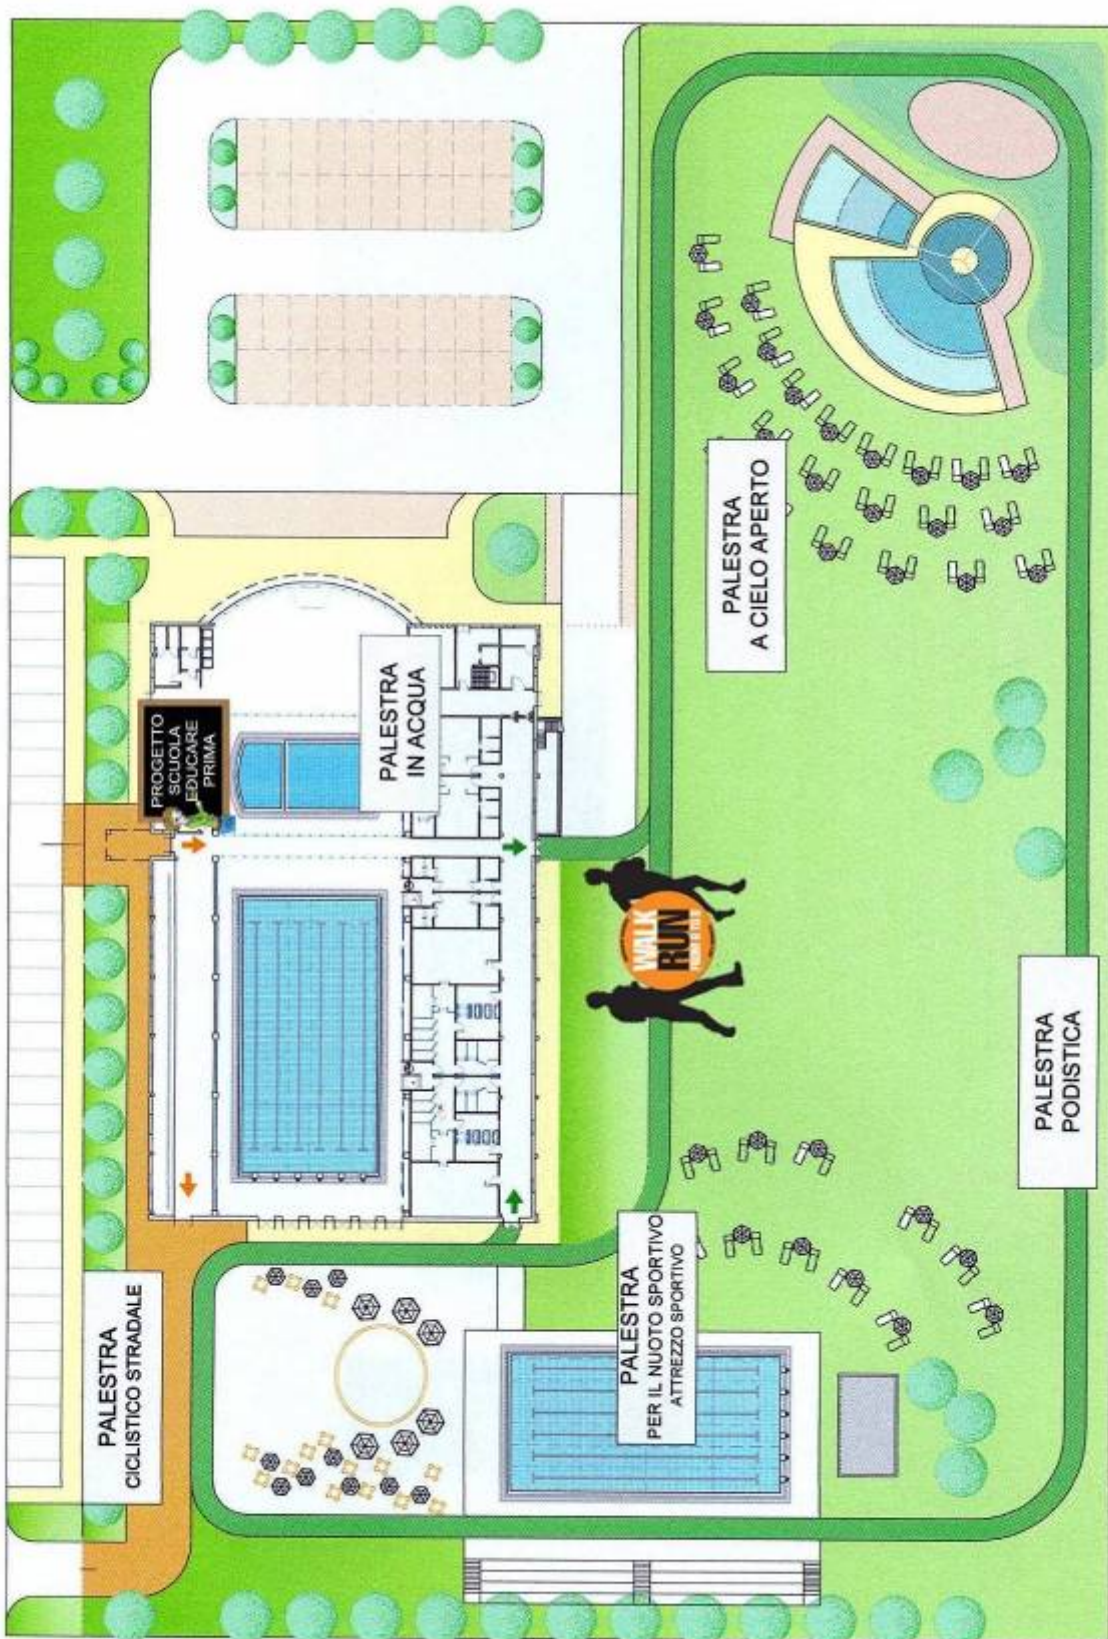 PROGETTO
SCUOLA
EDUCARE
PRIMA
PALESTRA
IN ACQUA
PALESTRA
A CIELO APERTO
WALK
RUN
PALESTRA
PODISTICA
PALESTRA
PER IL NUOTO SPORTIVO
ATTREZZO SPORTIVO
PALESTRA
CICLISTICO STRADALE